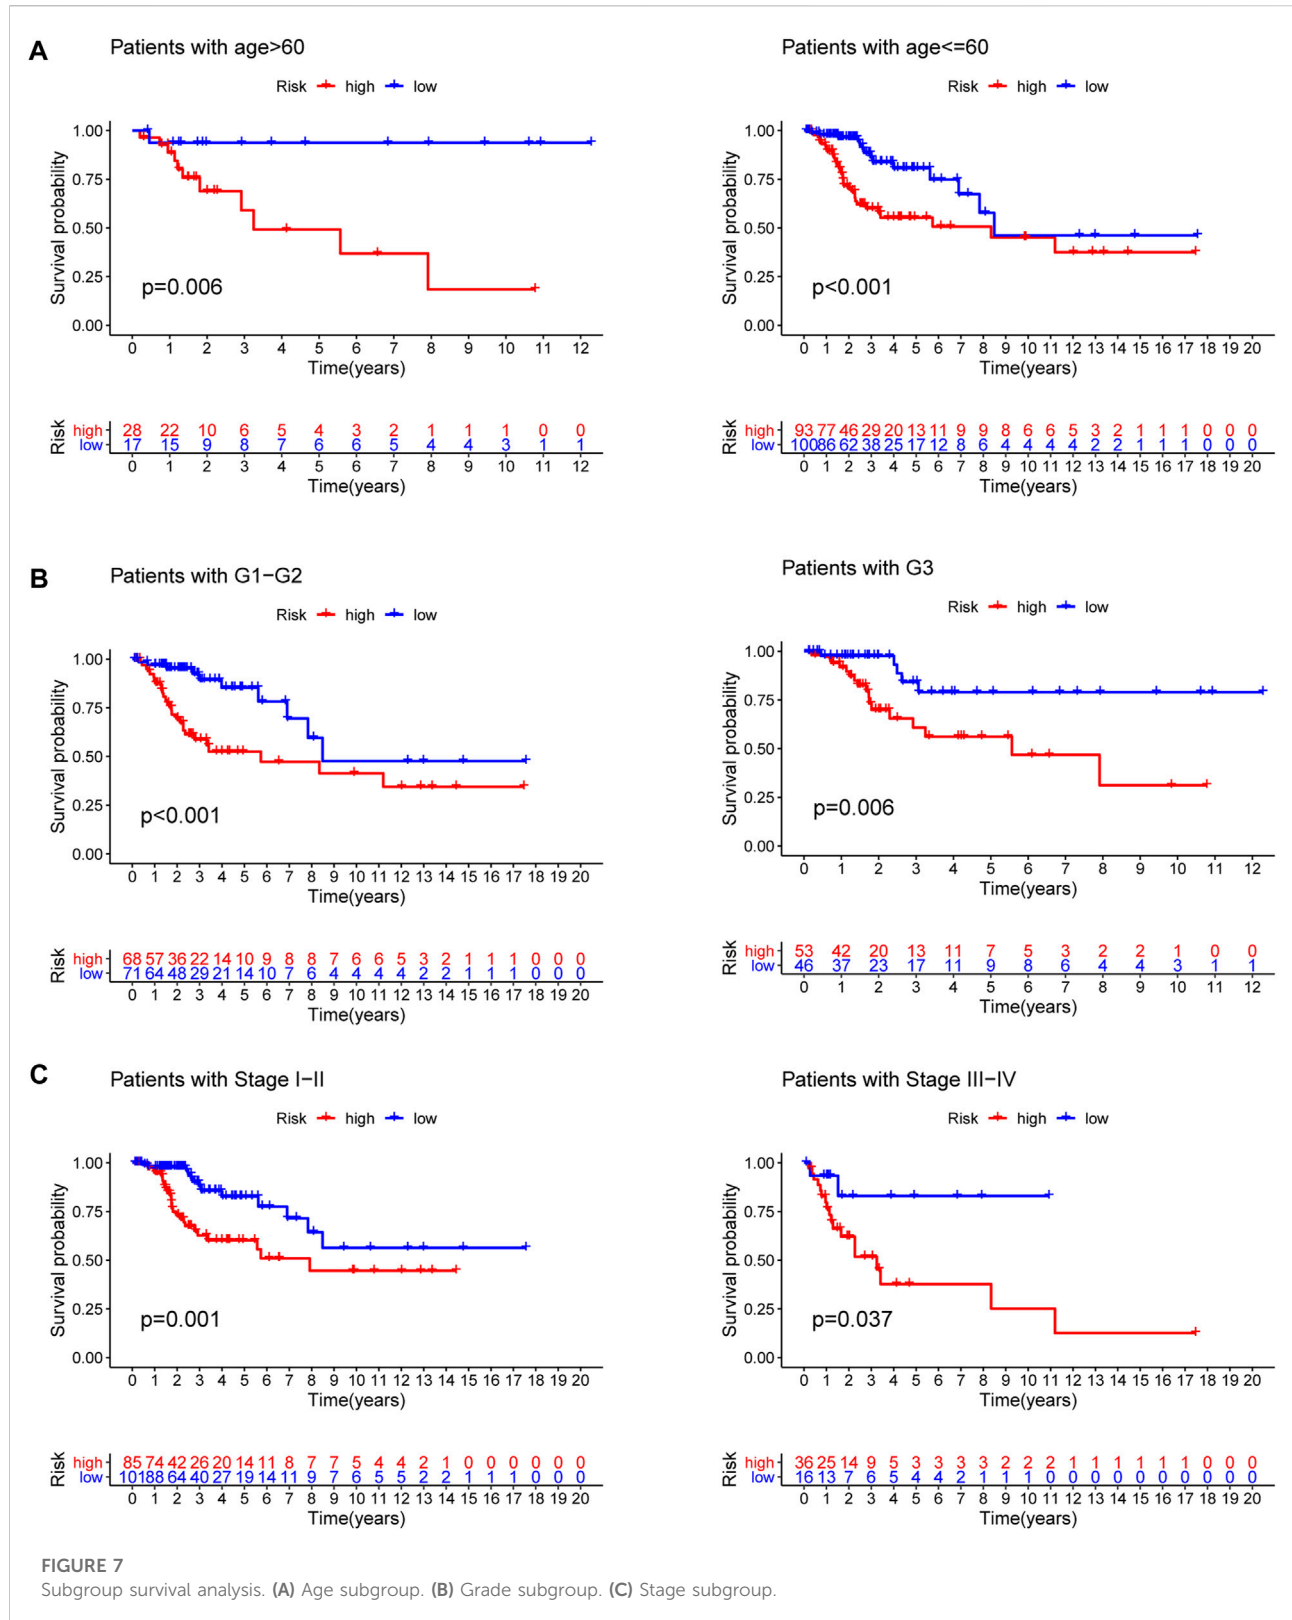 A
Patients with age>60
Risk high low
Survival probability
1.00
0.75
0.50
0.25
0.00
p=0.006
0 1 2 3 4 5 6 7 8 9 10 11 12
Time(years)
Risk
high 28 22 10 6 5 4 3 2 1 1 1 0 0
low 17 15 9 8 7 6 6 5 4 4 3 1 1
0 1 2 3 4 5 6 7 8 9 10 11 12
Time(years)
Patients with age<=60
Risk high low
Survival probability
1.00
0.75
0.50
0.25
0.00
p<0.001
0 1 2 3 4 5 6 7 8 9 10 11 12 13 14 15 16 17 18 19 20
Time(years)
Risk
high 93 77 46 29 20 13 11 9 9 8 6 6 5 3 2 1 1 1 0 0 0
low 100 86 62 38 25 17 12 8 6 4 4 4 4 2 2 1 1 1 0 0 0
0 1 2 3 4 5 6 7 8 9 10 11 12 13 14 15 16 17 18 19 20
Time(years)
B
Patients with G1−G2
Risk high low
Survival probability
1.00
0.75
0.50
0.25
0.00
p<0.001
0 1 2 3 4 5 6 7 8 9 10 11 12 13 14 15 16 17 18 19 20
Time(years)
Risk
high 68 57 36 22 14 10 9 8 8 7 6 6 5 3 2 1 1 1 0 0 0
low 71 64 48 29 21 14 10 7 6 4 4 4 4 2 2 1 1 1 0 0 0
0 1 2 3 4 5 6 7 8 9 10 11 12 13 14 15 16 17 18 19 20
Time(years)
Patients with G3
Risk high low
Survival probability
1.00
0.75
0.50
0.25
0.00
p=0.006
0 1 2 3 4 5 6 7 8 9 10 11 12
Time(years)
Risk
high 53 42 20 13 11 7 5 3 2 2 1 0 0
low 46 37 23 17 11 9 8 6 4 4 3 1 1
0 1 2 3 4 5 6 7 8 9 10 11 12
Time(years)
C
Patients with Stage I−II
Risk high low
Survival probability
1.00
0.75
0.50
0.25
0.00
p=0.001
0 1 2 3 4 5 6 7 8 9 10 11 12 13 14 15 16 17 18 19 20
Time(years)
Risk
high 85 74 42 26 20 14 11 8 7 7 5 4 4 2 1 0 0 0 0 0 0
low 101 88 64 40 27 19 14 11 9 7 6 5 5 2 2 1 1 1 0 0 0
0 1 2 3 4 5 6 7 8 9 10 11 12 13 14 15 16 17 18 19 20
Time(years)
Patients with Stage III−IV
Risk high low
Survival probability
1.00
0.75
0.50
0.25
0.00
p=0.037
0 1 2 3 4 5 6 7 8 9 10 11 12 13 14 15 16 17 18 19 20
Time(years)
Risk
high 36 25 14 9 5 3 3 3 3 2 2 2 1 1 1 1 1 1 0 0 0
low 16 13 7 6 5 4 4 2 1 1 1 0 0 0 0 0 0 0 0 0 0
0 1 2 3 4 5 6 7 8 9 10 11 12 13 14 15 16 17 18 19 20
Time(years)
FIGURE 7
Subgroup survival analysis. (A) Age subgroup. (B) Grade subgroup. (C) Stage subgroup.